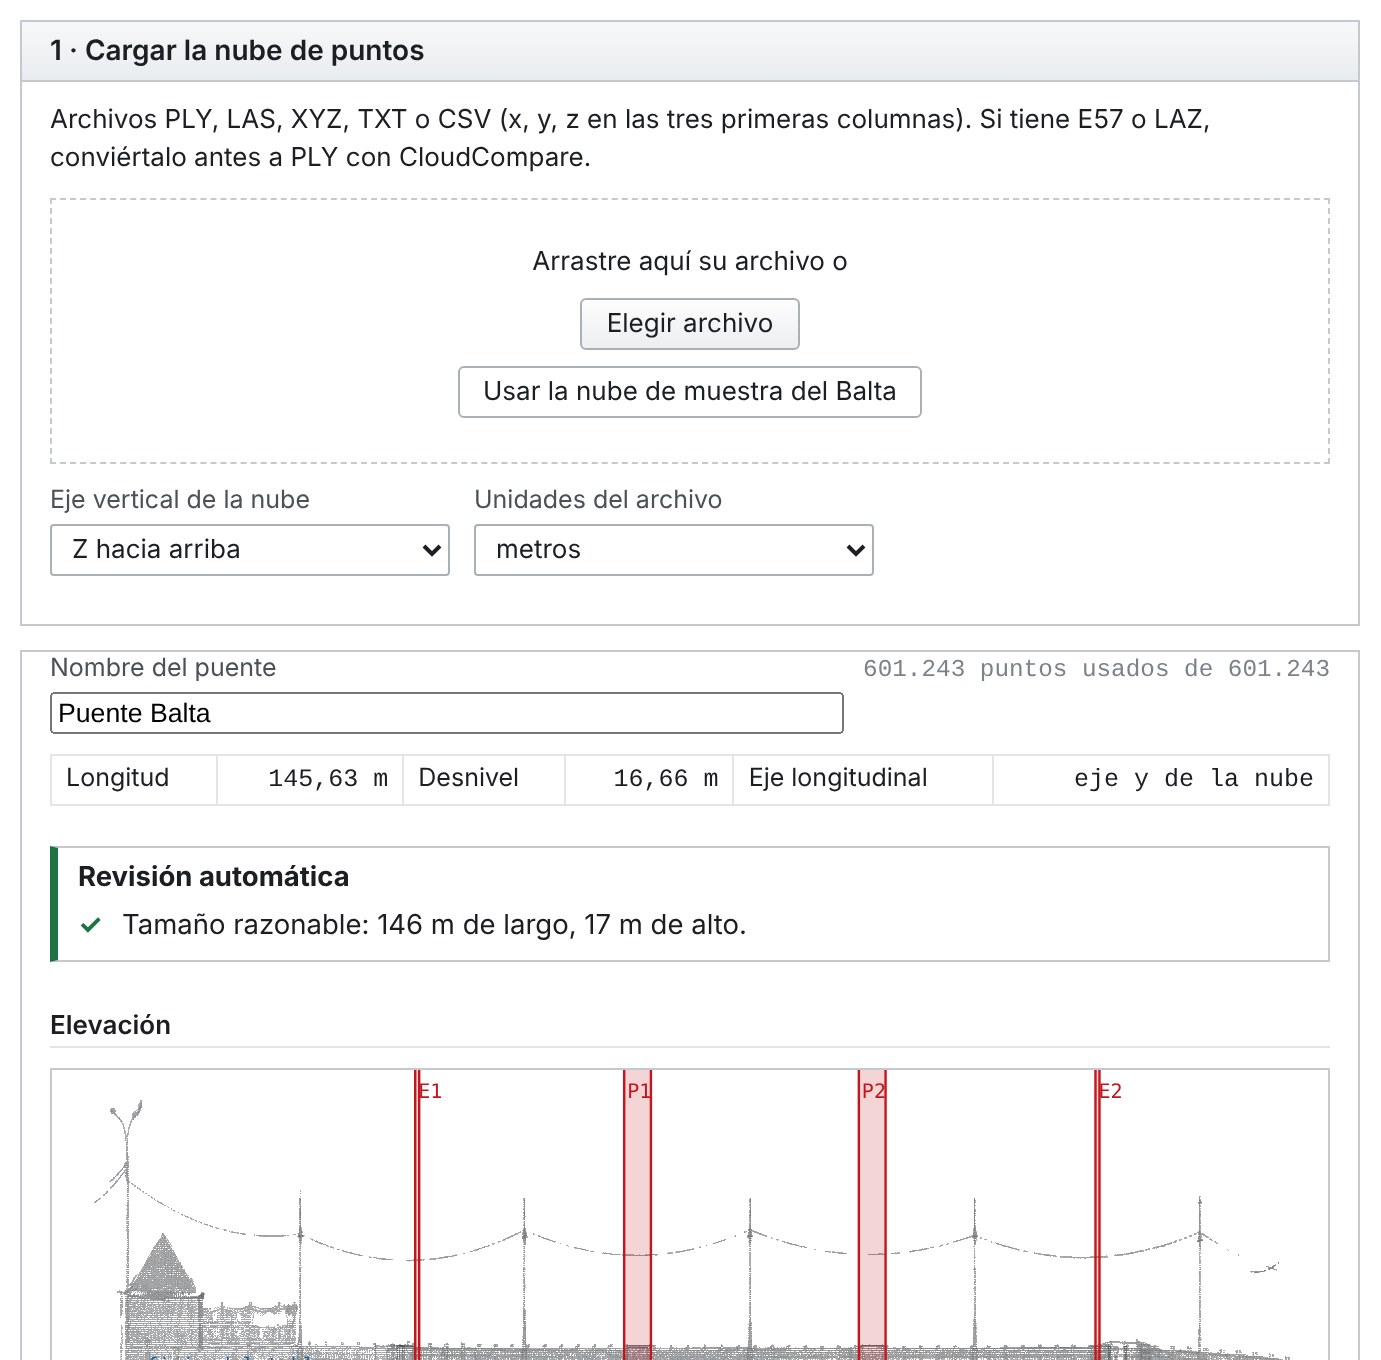 1 · Cargar la nube de puntos
Archivos PLY, LAS, XYZ, TXT o CSV (x, y, z en las tres primeras columnas). Si tiene E57 o LAZ,
conviértalo antes a PLY con CloudCompare.
Arrastre aquí su archivo o
Elegir archivo
Usar la nube de muestra del Balta
Eje vertical de la nube
Unidades del archivo
Z hacia arriba
metros
Nombre del puente
601.243 puntos usados de 601.243
Puente Balta
Longitud 145,63 m Desnivel 16,66 m Eje longitudinal eje y de la nube
Revisión automática
✓ Tamaño razonable: 146 m de largo, 17 m de alto.
Elevación
E1 P1 P2 E2